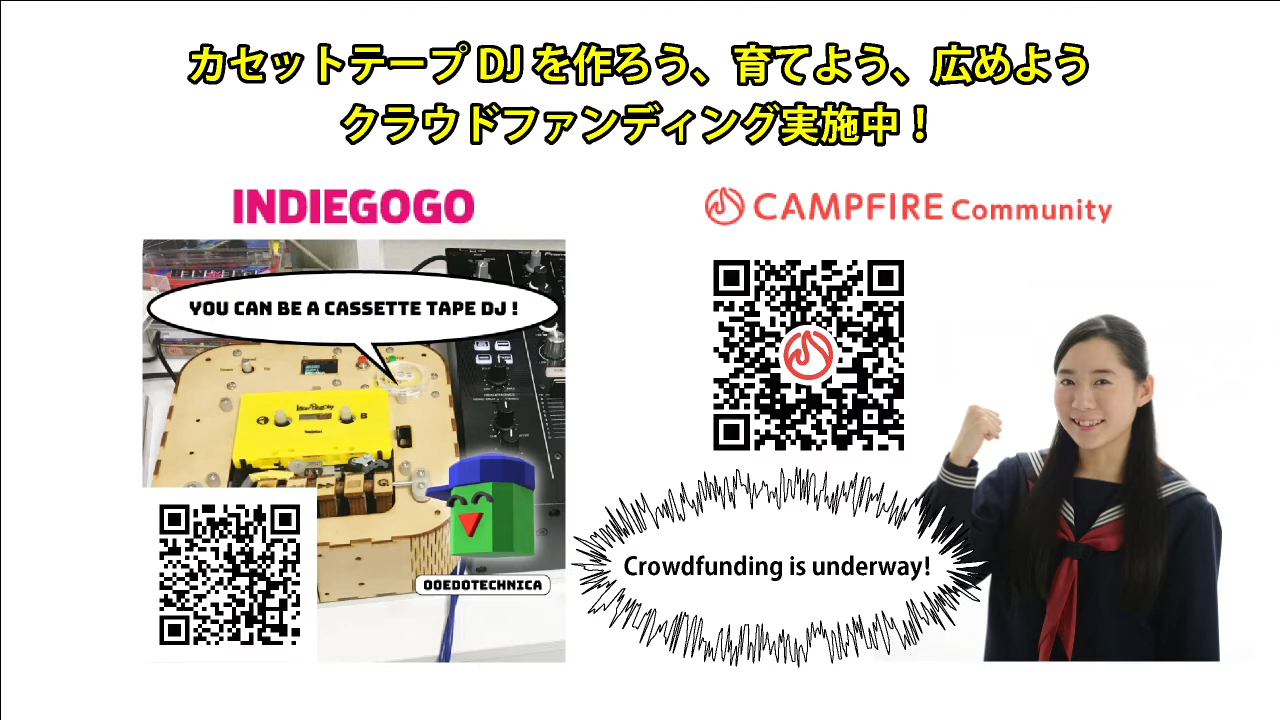 カセットテープDJを作ろう、育てよう、広めよう
クラウドファンディング実施中！
INDIEGOGO
CAMPFIRE Community
YOU CAN BE A CASSETTE TAPE DJ !
A
B
OOEDOTECHNICA
Crowdfunding is underway!